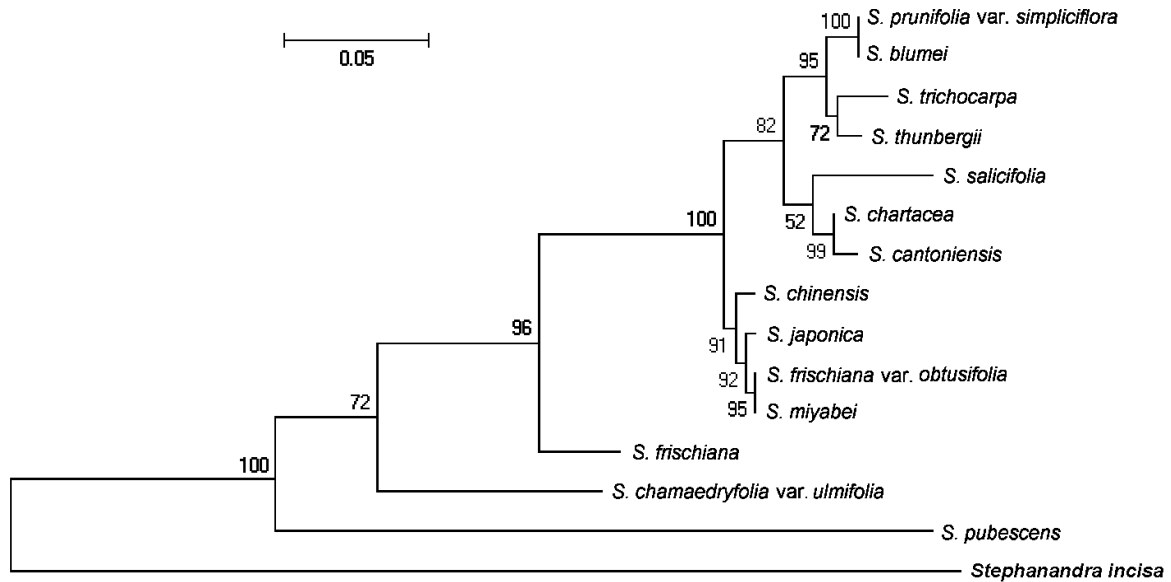 100 S. prunifolia var. simpliciflora
S. blumei
0.05
95
S. trichocarpa
82
72 S. thunbergii
S. salicifolia
100
52
S. chartacea
99 S. cantoniensis
S. chinensis
96
91
S. japonica
92 S. frischiana var. obtusifolia
95 S. miyabei
72
S. frischiana
100
S. chamaedryfolia var. ulmifolia
S. pubescens
Stephanandra incisa